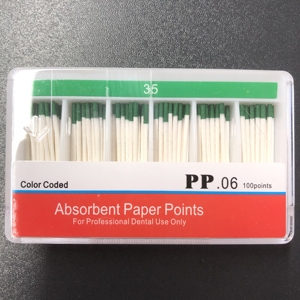 35
Color Coded
PP.06 100points
Absorbent Paper Points
For Professional Dental Use Only